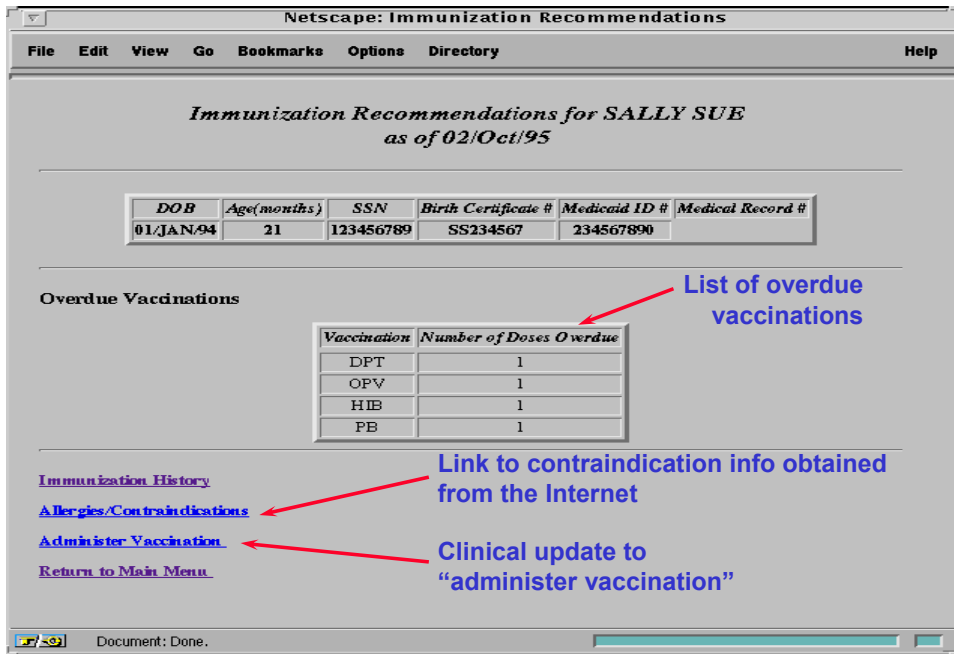 Netscape: Immunization Recommendations
File Edit View Go Bookmarks Options Directory Help
Immunization Recommendations for SALLY SUE
as of 02/Oct/95
DOB Age(months) SSN Birth Certificate # Medicaid ID # Medical Record #
01/JAN/94 21 123456789 SS234567 234567890
Overdue Vaccinations
List of overdue
vaccinations
Vaccination Number of Doses Overdue
DPT 1
OPV 1
HIB 1
PB 1
Immunization History
Link to contraindication info obtained
from the Internet
Allergies/Contraindications
Administer Vaccination
Clinical update to
“administer vaccination”
Return to Main Menu
Document: Done.